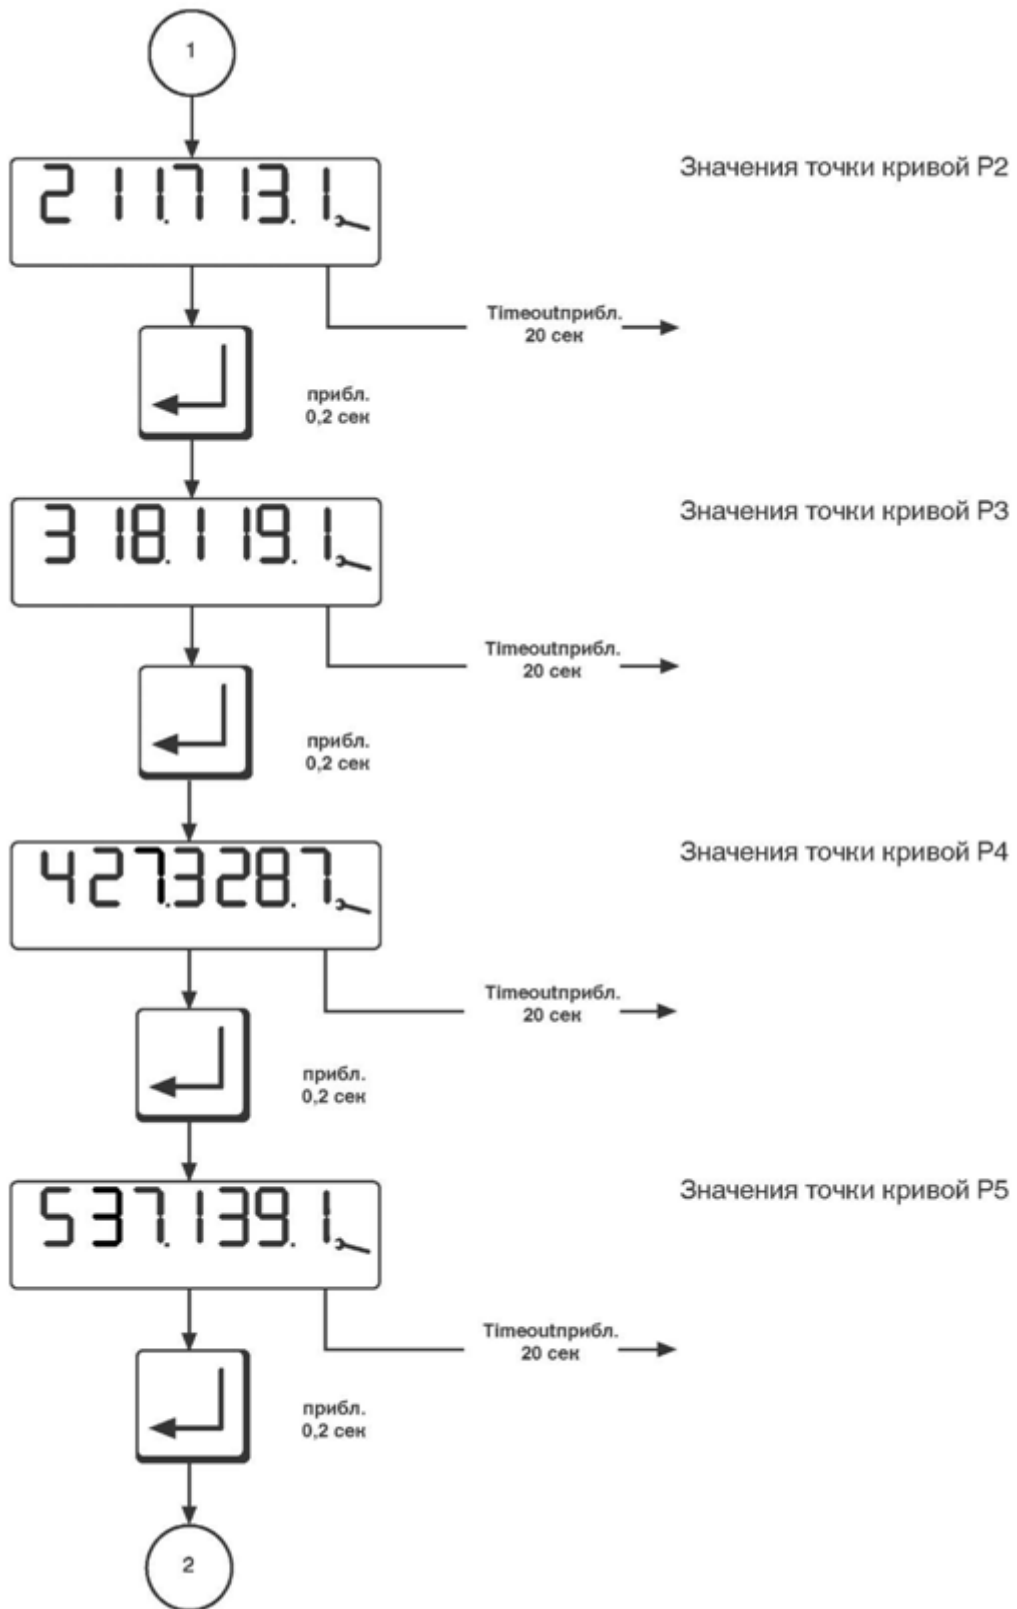 1
2 11.7 13.1
Значения точки кривой P2
Timeoutприбл.
20 сек
прибл.
0,2 сек
3 18.1 19.1
Значения точки кривой P3
Timeoutприбл.
20 сек
прибл.
0,2 сек
4 27.3 28.7
Значения точки кривой P4
Timeoutприбл.
20 сек
прибл.
0,2 сек
5 37.1 39.1
Значения точки кривой P5
Timeoutприбл.
20 сек
прибл.
0,2 сек
2